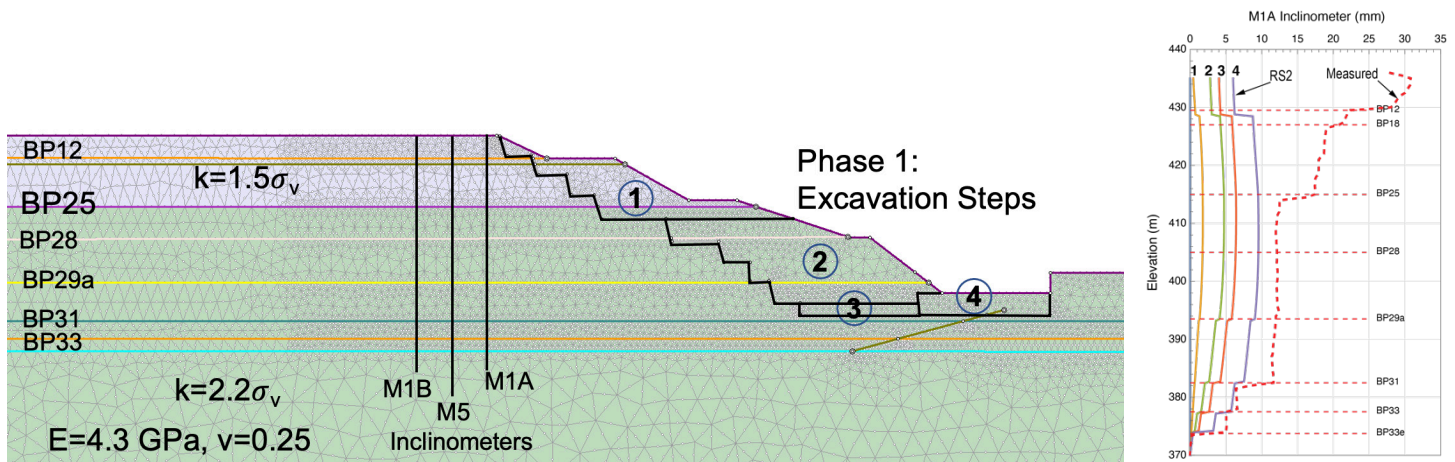 BP12
k=1.5σᵥ
BP25
BP28
BP29a
BP31
BP33
k=2.2σᵥ
E=4.3 GPa, v=0.25
M1B
M5
M1A
Inclinometers
Phase 1:
Excavation Steps
1
2
3
4
M1A Inclinometer (mm)
0 5 10 15 20 25 30 35
440
430
420
410
400
390
380
370
Elevation (m)
1 2 3 4
RS2
Measured
BP12
BP18
BP25
BP28
BP29a
BP31
BP33
BP33e